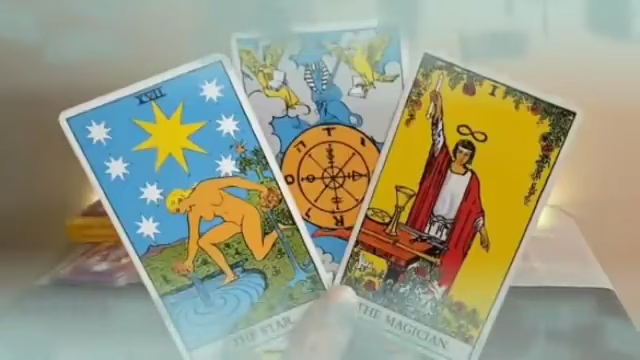 XVII
T
A
R
O
I
THE STAR
THE MAGICIAN.